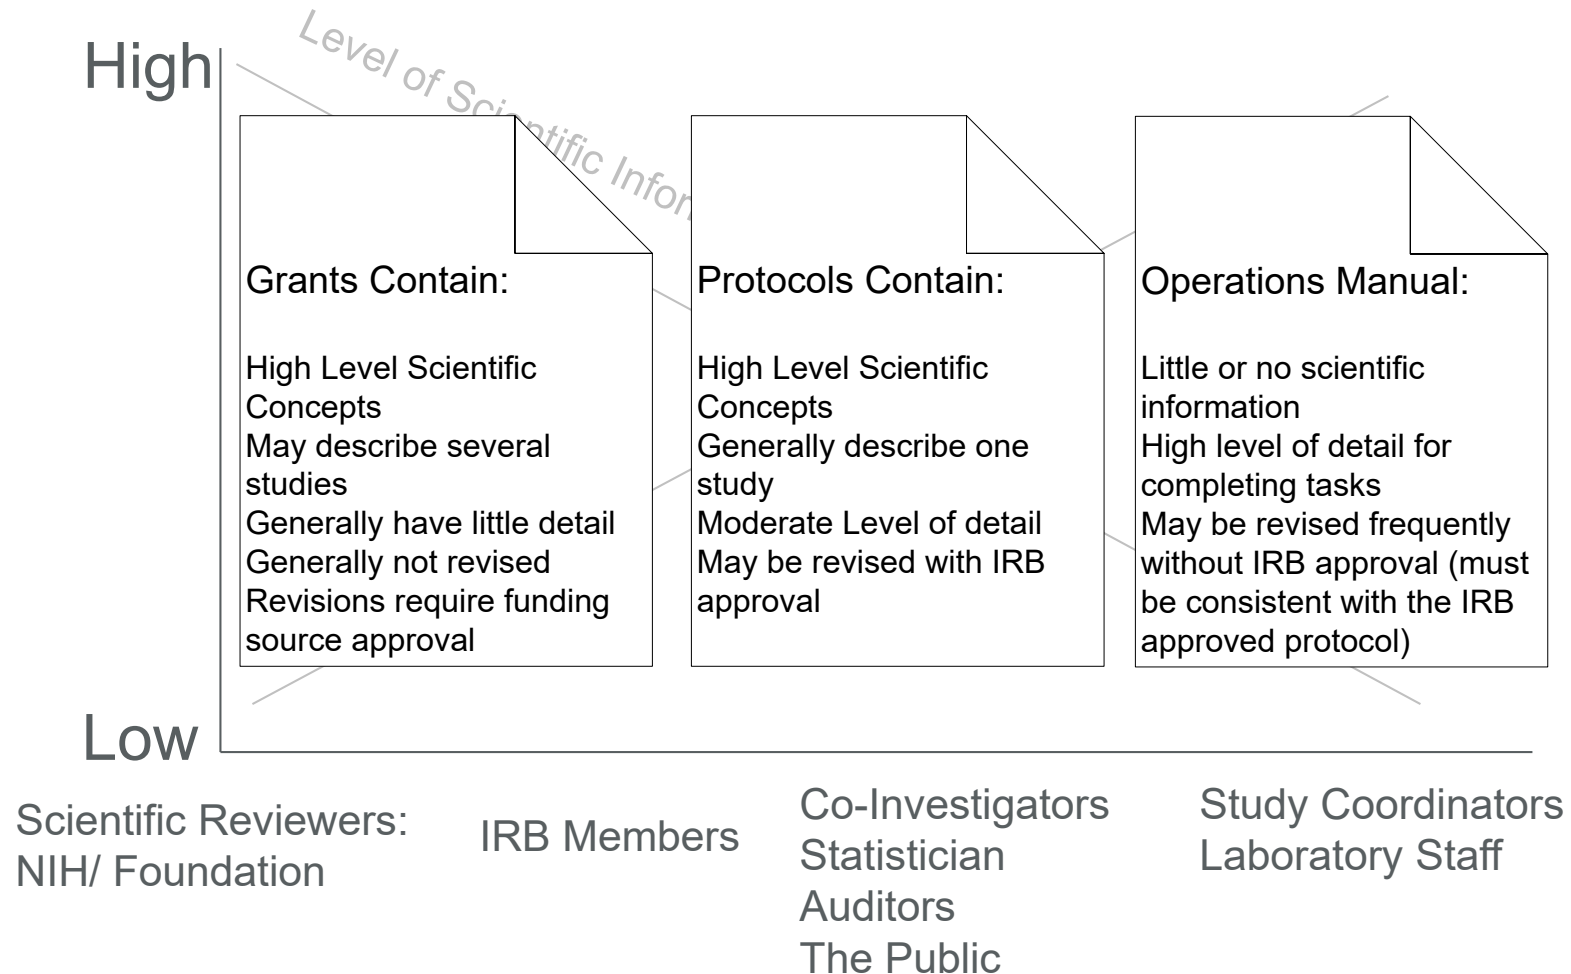 High
Level of Scientific Infor
Grants Contain:
High Level Scientific
Concepts
May describe several
studies
Generally have little detail
Generally not revised
Revisions require funding
source approval
Protocols Contain:
High Level Scientific
Concepts
Generally describe one
study
Moderate Level of detail
May be revised with IRB
approval
Operations Manual:
Little or no scientific
information
High level of detail for
completing tasks
May be revised frequently
without IRB approval (must
be consistent with the IRB
approved protocol)
Low
Scientific Reviewers:
NIH/ Foundation
IRB Members
Co-Investigators
Statistician
Auditors
The Public
Study Coordinators
Laboratory Staff